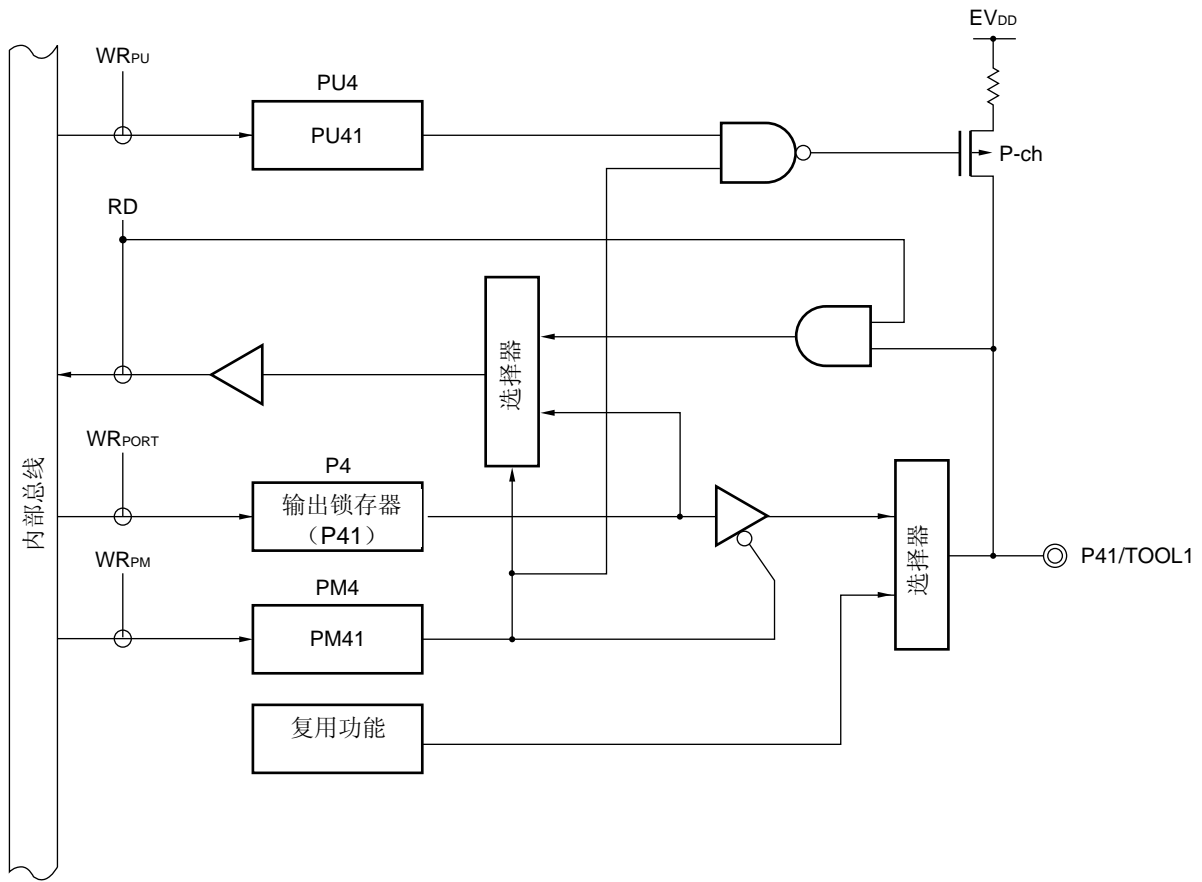 EVDD
WRPU
PU4
PU41
P-ch
RD
选择器
WRPORT
P4
输出锁存器
（P41）
内部总线
WRPM
PM4
PM41
选择器
P41/TOOL1
复用功能